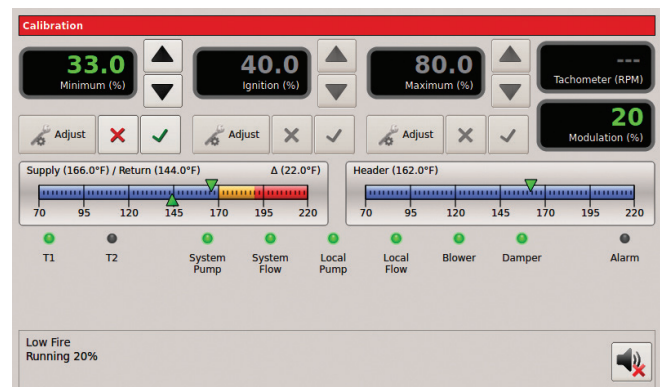 Calibration
33.0
Minimum (%)
40.0
Ignition (%)
80.0
Maximum (%)
---
Tachometer (RPM)
Adjust
Adjust
Adjust
20
Modulation (%)
Supply (166.0°F) / Return (144.0°F) Δ (22.0°F)
70 95 120 145 170 195 220
Header (162.0°F)
70 95 120 145 170 195 220
T1
T2
System Pump
System Flow
Local Pump
Local Flow
Blower
Damper
Alarm
Low Fire
Running 20%